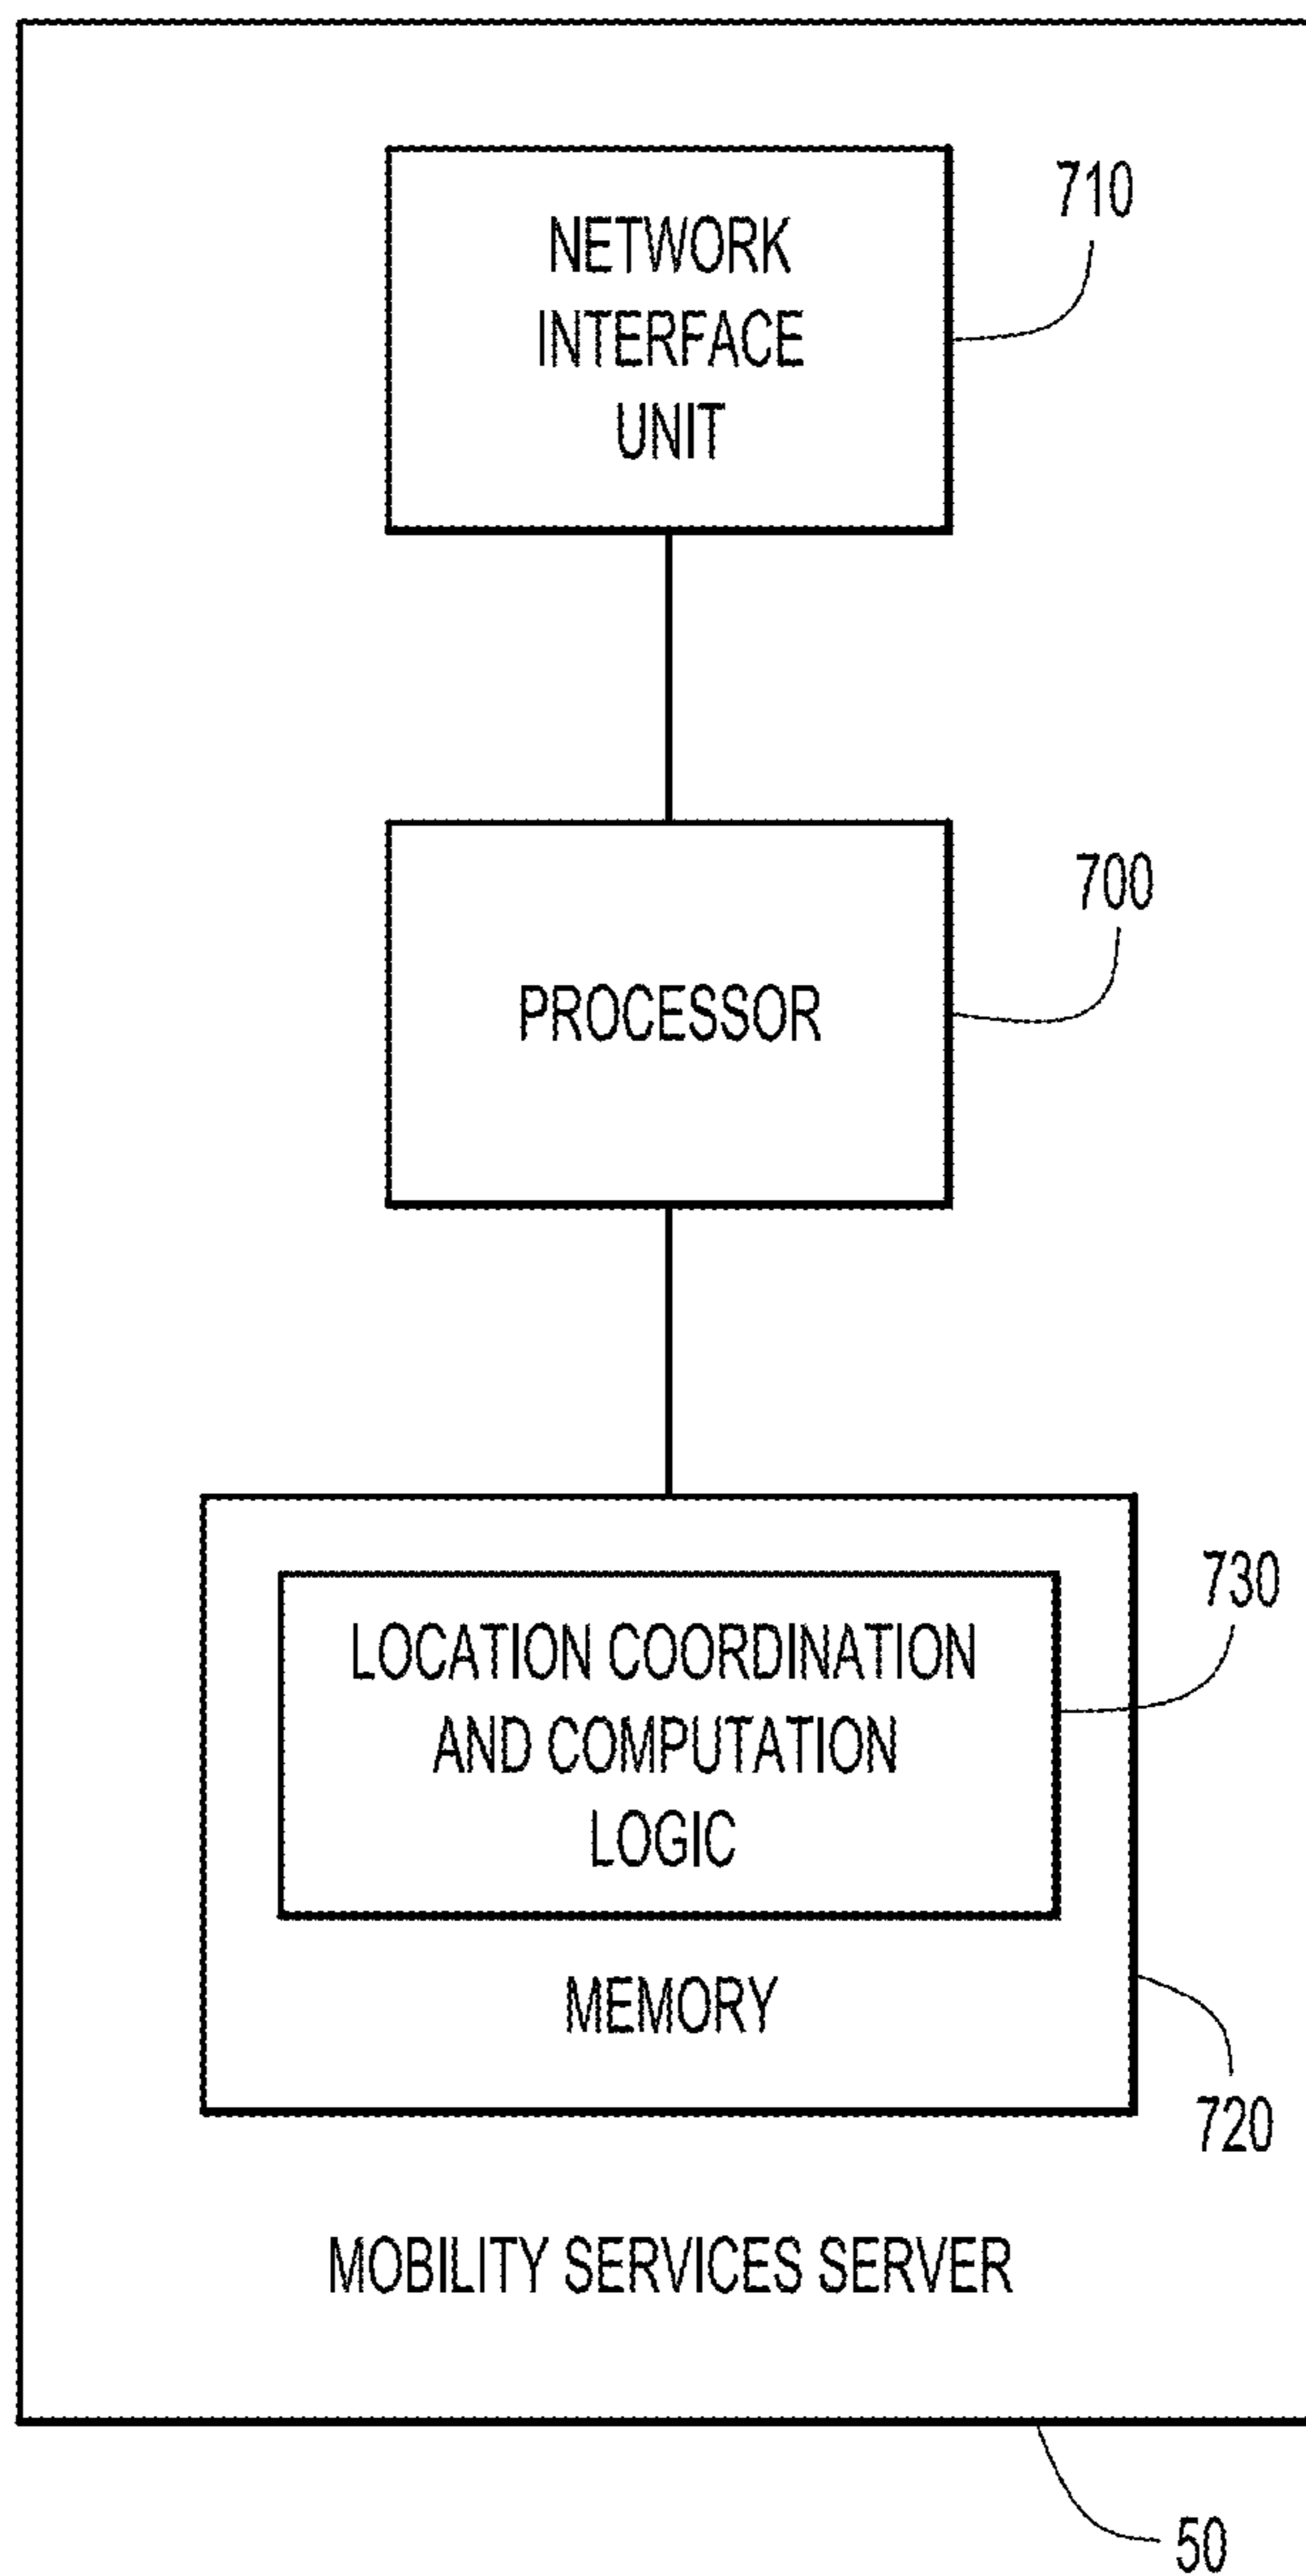 NETWORK
INTERFACE
UNIT
710
PROCESSOR
700
LOCATION COORDINATION
AND COMPUTATION
LOGIC
730
MEMORY
720
MOBILITY SERVICES SERVER
50